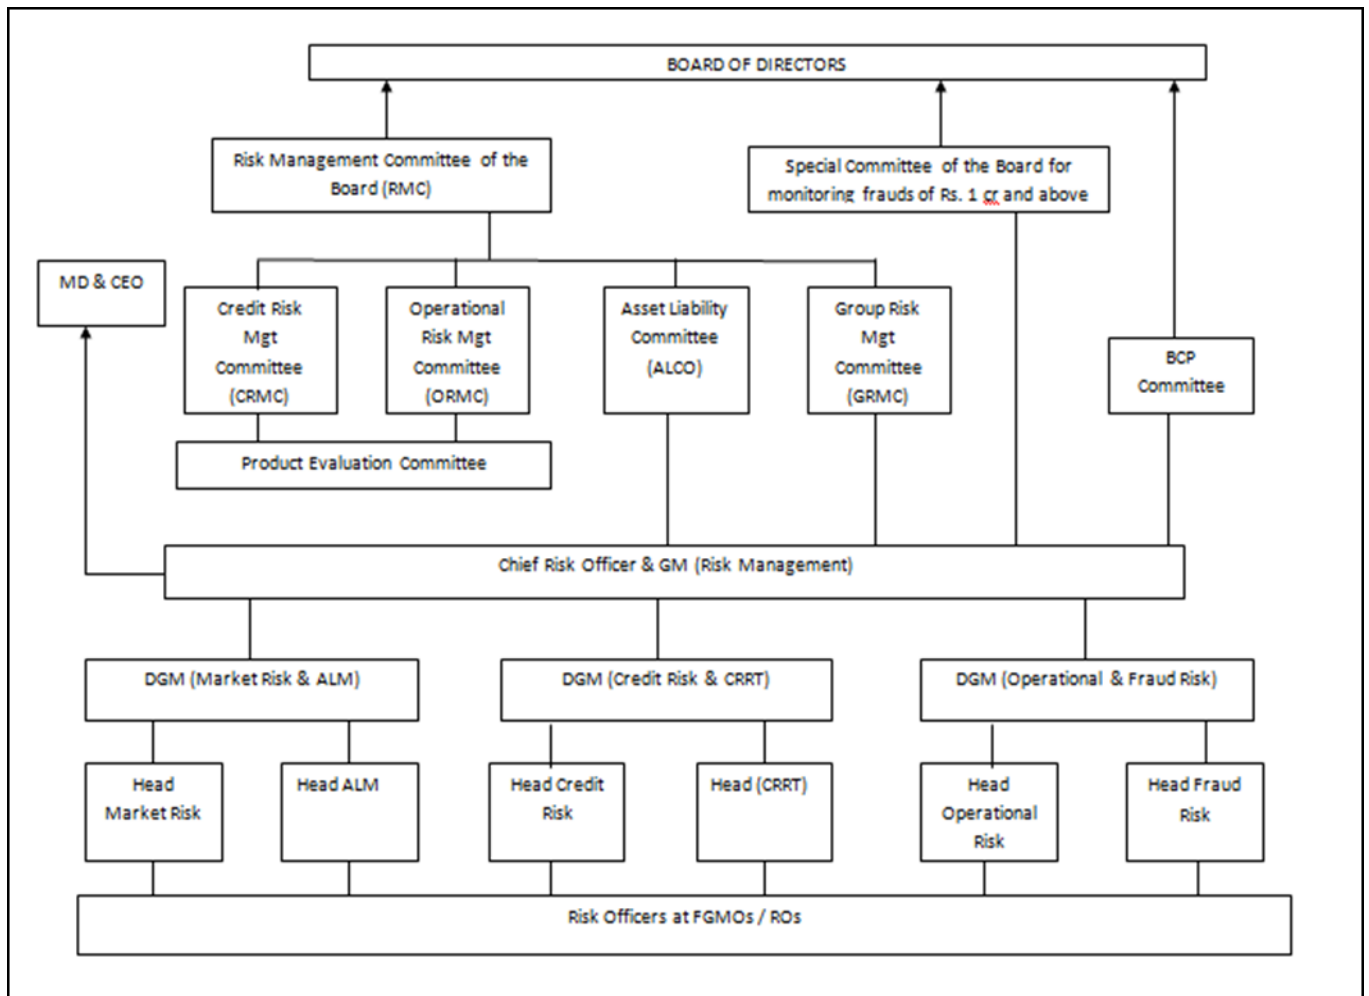 BOARD OF DIRECTORS
Risk Management Committee of the
Board (RMC)
Special Committee of the Board for
monitoring frauds of Rs. 1 cr and above
MD & CEO
Credit Risk
Mgt
Committee
(CRMC)
Operational
Risk Mgt
Committee
(ORMC)
Asset Liability
Committee
(ALCO)
Group Risk
Mgt
Committee
(GRMC)
BCP
Committee
Product Evaluation Committee
Chief Risk Officer & GM (Risk Management)
DGM (Market Risk & ALM)
DGM (Credit Risk & CRRT)
DGM (Operational & Fraud Risk)
Head
Market Risk
Head ALM
Head Credit
Risk
Head (CRRT)
Head
Operational
Risk
Head Fraud
Risk
Risk Officers at FGMOs / ROs